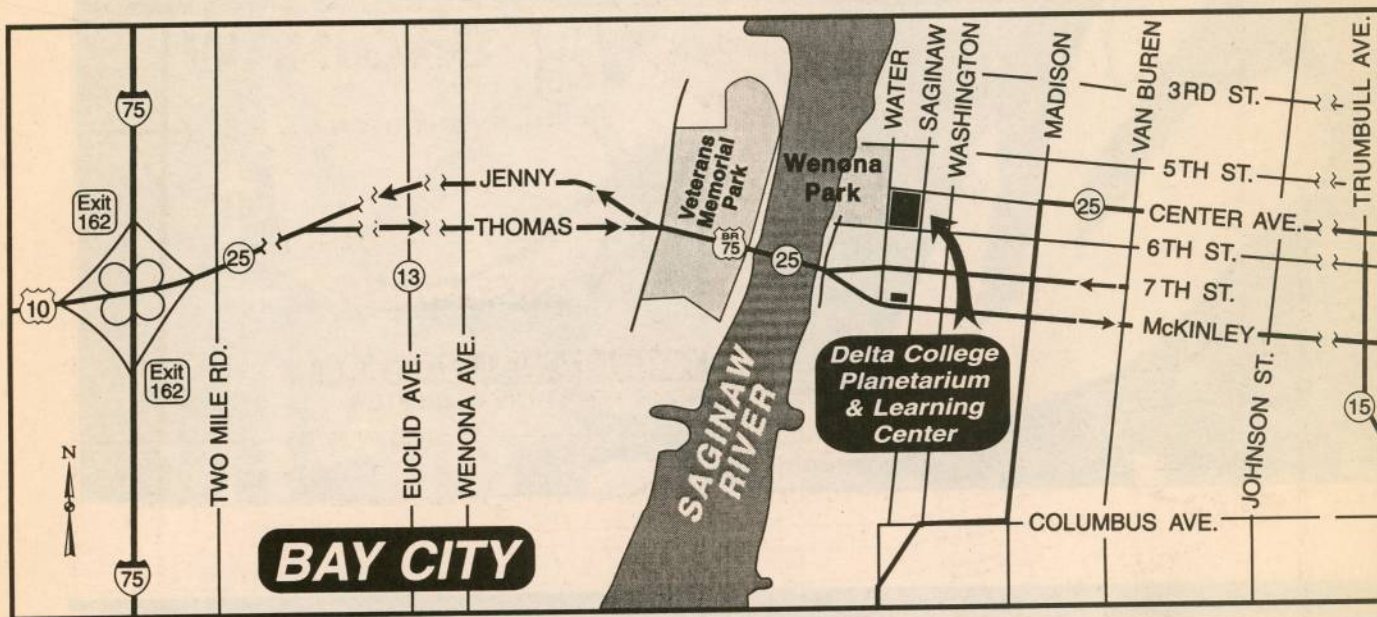 75
Exit
162
10
Exit
162
75
N
25
TWO MILE RD.
13
EUCLID AVE.
WENONA AVE.
JENNY
THOMAS
BAY CITY
Veterans
Memorial
Park
BR
75
25
SAGINAW
RIVER
Wenona
Park
WATER
SAGINAW
WASHINGTON
MADISON
VAN BUREN
3RD ST.
5TH ST.
25
CENTER AVE.
6TH ST.
7TH ST.
McKINLEY
TRUMBULL AVE.
Delta College
Planetarium
& Learning
Center
JOHNSON ST.
15
COLUMBUS AVE.